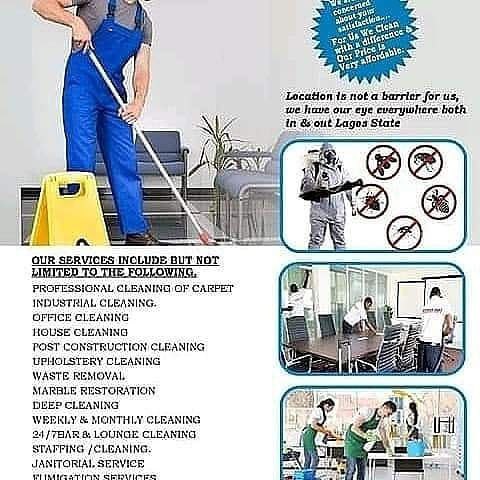 concerned
about your
satisfaction....
For Us We Clean
with a difference &
Our Price is
Very affordable.
Location is not a barrier for us,
we have our eye everywhere both
in & out Lagos State
OUR SERVICES INCLUDE BUT NOT
LIMITED TO THE FOLLOWING.
PROFESSIONAL CLEANING OF CARPET
INDUSTRIAL CLEANING.
OFFICE CLEANING
HOUSE CLEANING
POST CONSTRUCTION CLEANING
UPHOLSTERY CLEANING
WASTE REMOVAL
MARBLE RESTORATION
DEEP CLEANING
WEEKLY & MONTHLY CLEANING
24/7BAR & LOUNGE CLEANING
STAFFING /CLEANING.
JANITORIAL SERVICE
FUMIGATION SERVICES